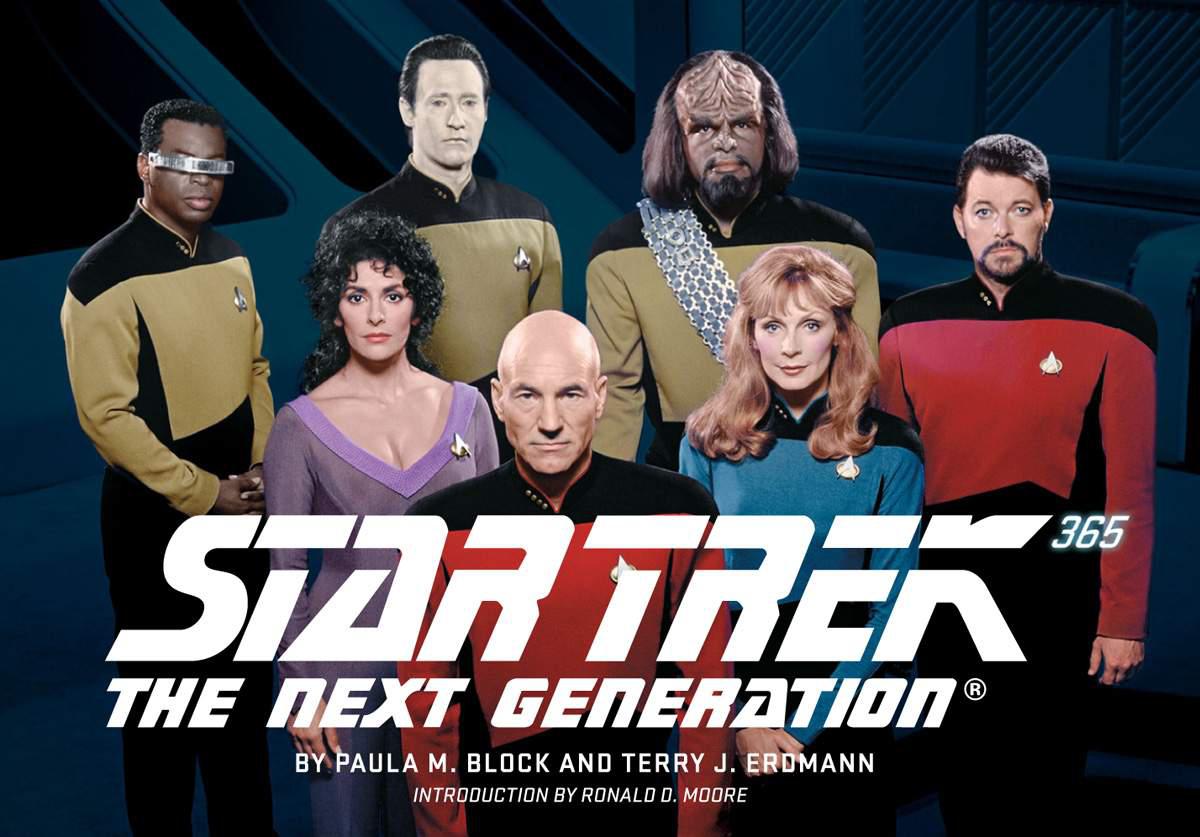 STAR TREK 365
THE NEXT GENERATION®
BY PAULA M. BLOCK AND TERRY J. ERDMANN
INTRODUCTION BY RONALD D. MOORE